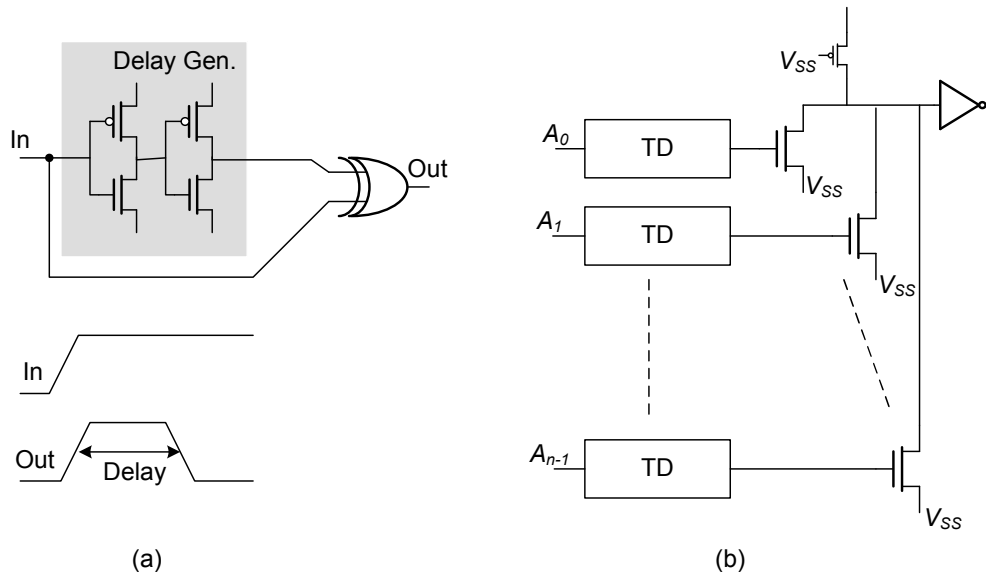 Delay Gen.
In
Out
In
Out
Delay
(a)
VSS
A0
TD
VSS
A1
TD
VSS
An-1
TD
VSS
(b)